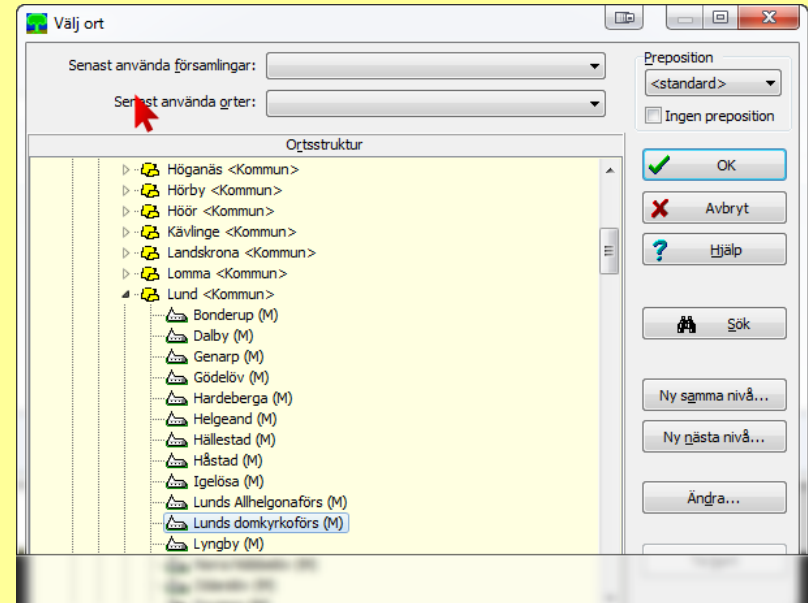 Välj ort
Senast använda församlingar:
Senast använda orter:
Preposition
<standard>
Ingen preposition
Ortsstruktur
Höganäs <Kommun>
Hörby <Kommun>
Höör <Kommun>
Kävlinge <Kommun>
Landskrona <Kommun>
Lomma <Kommun>
Lund <Kommun>
Bonderup (M)
Dalby (M)
Genarp (M)
Gödelöv (M)
Hardeberga (M)
Helgeand (M)
Hällestad (M)
Håstad (M)
Igelösa (M)
Lunds Allhelgonaförs (M)
Lunds domkyrkoförs (M)
Lyngby (M)
OK
Avbryt
Hjälp
Sök
Ny samma nivå...
Ny nästa nivå...
Ändra...